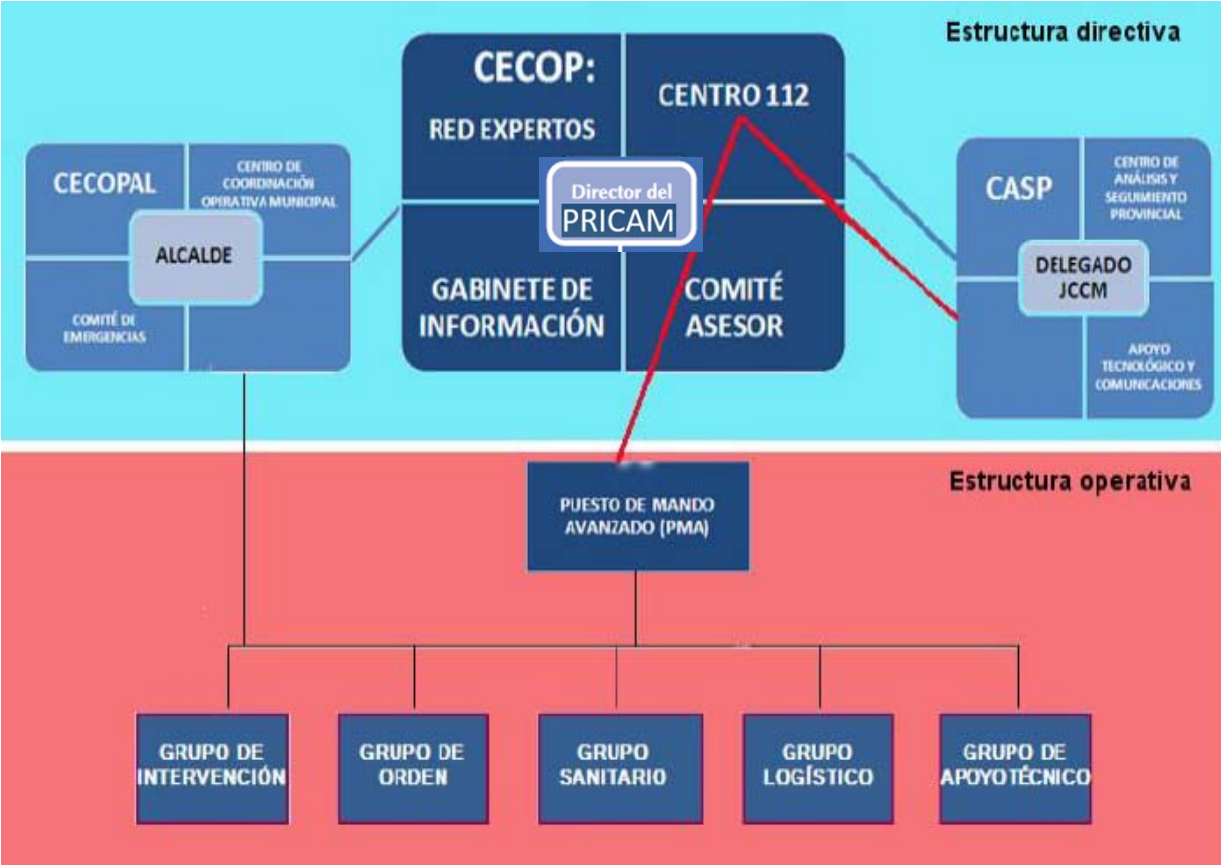 Estructura directiva
CECOP:
RED EXPERTOS
CENTRO 112
Director del
PRICAM
GABINETE DE
INFORMACIÓN
COMITÉ
ASESOR
CECOPAL
CENTRO DE
COORDINACIÓN
OPERATIVA MUNICIPAL
ALCALDE
COMITÉ DE
EMERGENCIAS
CASP
CENTRO DE
ANÁLISIS Y
SEGUIMIENTO
PROVINCIAL
DELEGADO
JCCM
APOYO
TECNOLÓGICO Y
COMUNICACIONES
Estructura operativa
PUESTO DE MANDO
AVANZADO (PMA)
GRUPO DE
INTERVENCIÓN
GRUPO DE
ORDEN
GRUPO
SANITARIO
GRUPO
LOGÍSTICO
GRUPO DE
APOYOTÉCNICO